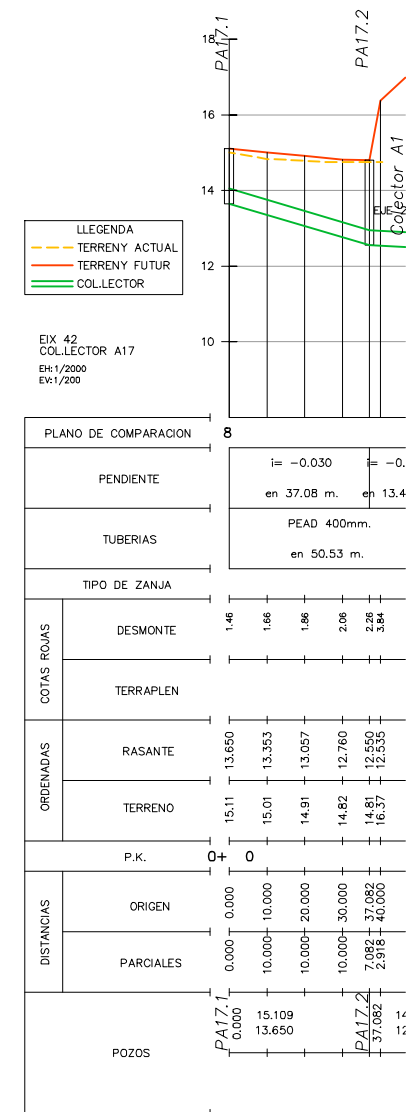 PA17.1
PA17.2
18
16
14
12
10
Colector A1
EJE
LLEGENDA
TERRENY ACTUAL
TERRENY FUTUR
COL.LECTOR
EIX 42
COL.LECTOR A17
EH: 1/2000
EV: 1/200
PLANO DE COMPARACION 8
PENDIENTE
i= -0.030 i= -0.
en 37.08 m. en 13.4
TUBERIAS
PEAD 400mm.
en 50.53 m.
TIPO DE ZANJA
COTAS ROJAS
DESMONTE 1.46 1.66 1.86 2.06 2.26 3.84
TERRAPLEN
ORDENADAS
RASANTE 13.650 13.353 13.057 12.760 12.550 12.535
TERRENO 15.11 15.01 14.91 14.82 14.81 16.37
P.K. 0+ 0
DISTANCIAS
ORIGEN 0.000 10.000 20.000 30.000 37.082 40.000
PARCIALES 0.000 10.000 10.000 10.000 7.082 2.918
POZOS
PA17.1 0.000 15.109 13.650
PA17.2 37.082 14 12